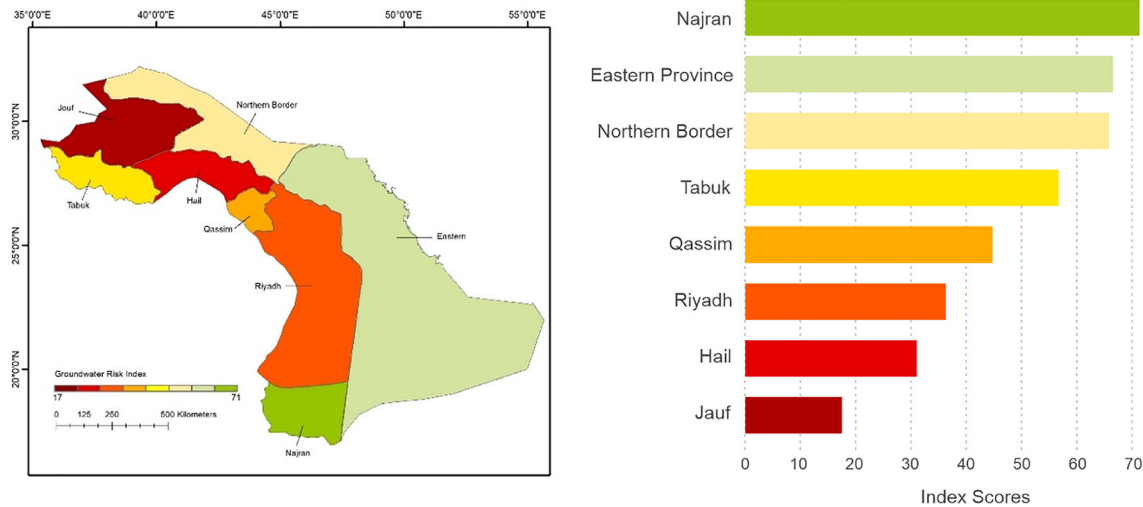 35°0'0"E 40°0'0"E 45°0'0"E 50°0'0"E 55°0'0"E
30°0'0"N
25°0'0"N
20°0'0"N
Jouf
Northern Border
Tabuk
Hail
Qassim
Eastern
Riyadh
Najran
Groundwater Risk Index
17 71
0 125 250 500 Kilometers
Najran
Eastern Province
Northern Border
Tabuk
Qassim
Riyadh
Hail
Jauf
0 10 20 30 40 50 60 70
Index Scores